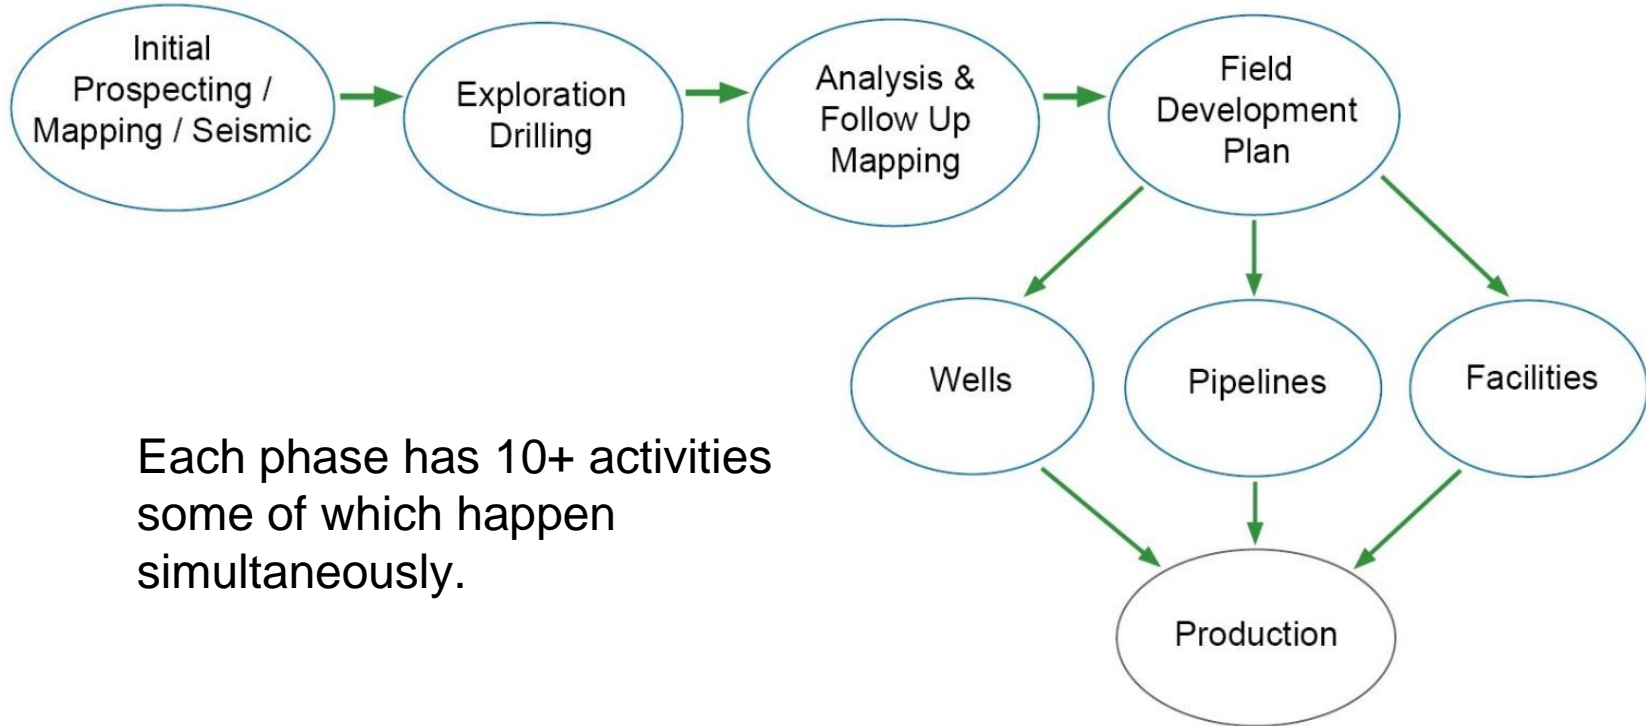 Initial
Prospecting /
Mapping / Seismic
Exploration
Drilling
Analysis &
Follow Up
Mapping
Field
Development
Plan
Wells
Pipelines
Facilities
Each phase has 10+ activities
some of which happen
simultaneously.
Production